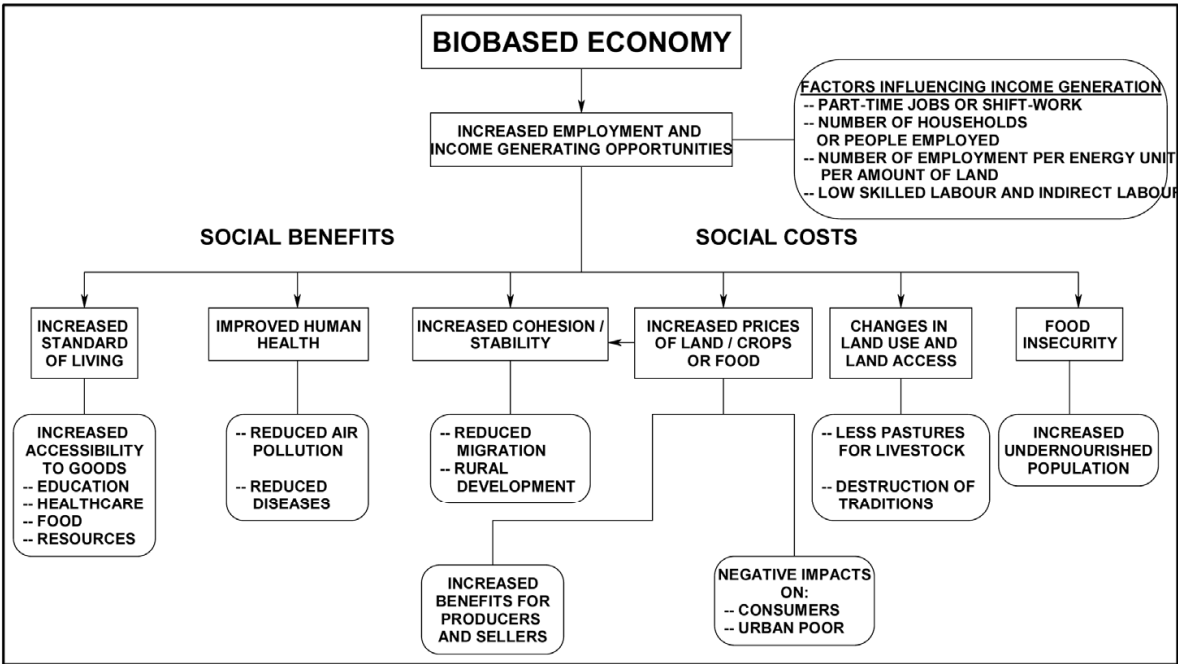 BIOBASED ECONOMY
INCREASED EMPLOYMENT AND
INCOME GENERATING OPPORTUNITIES
FACTORS INFLUENCING INCOME GENERATION
-- PART-TIME JOBS OR SHIFT-WORK
-- NUMBER OF HOUSEHOLDS
OR PEOPLE EMPLOYED
-- NUMBER OF EMPLOYMENT PER ENERGY UNIT
PER AMOUNT OF LAND
-- LOW SKILLED LABOUR AND INDIRECT LABOUR
SOCIAL BENEFITS
SOCIAL COSTS
INCREASED
STANDARD
OF LIVING
IMPROVED HUMAN
HEALTH
INCREASED COHESION /
STABILITY
INCREASED PRICES
OF LAND / CROPS
OR FOOD
CHANGES IN
LAND USE AND
LAND ACCESS
FOOD
INSECURITY
INCREASED
ACCESSIBILITY
TO GOODS
-- EDUCATION
-- HEALTHCARE
-- FOOD
-- RESOURCES
-- REDUCED AIR
POLLUTION
-- REDUCED
DISEASES
-- REDUCED
MIGRATION
-- RURAL
DEVELOPMENT
-- LESS PASTURES
FOR LIVESTOCK
-- DESTRUCTION OF
TRADITIONS
INCREASED
UNDERNOURISHED
POPULATION
INCREASED
BENEFITS FOR
PRODUCERS
AND SELLERS
NEGATIVE IMPACTS
ON:
-- CONSUMERS
-- URBAN POOR